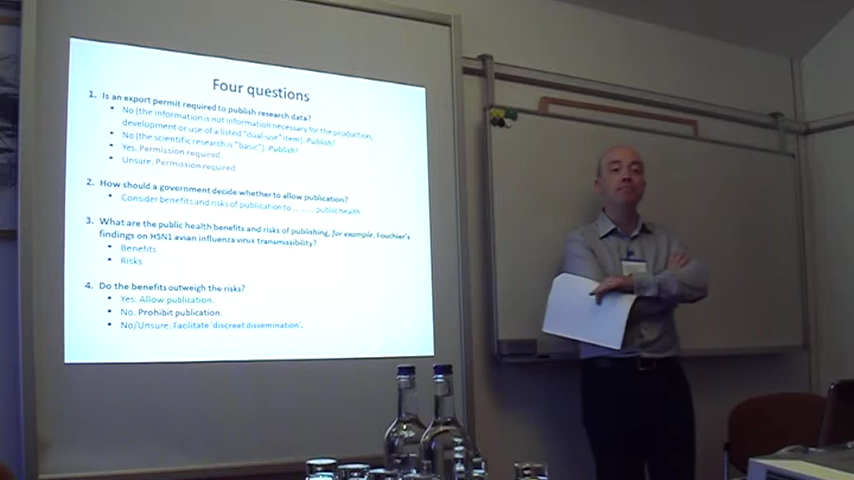 Four questions
1. Is an export permit required to publish research data?
• No (the information is not information necessary for the production,
development or use of a listed "dual-use" item). Publish!
• No (the scientific research is "basic"). Publish!
• Yes. Permission required.
• Unsure. Permission required.
2. How should a government decide whether to allow publication?
• Consider benefits and risks of publication to ... ... ... public health
3. What are the public health benefits and risks of publishing, for example, Fouchier's
findings on H5N1 avian influenza virus transmissibility?
• Benefits
• Risks
4. Do the benefits outweigh the risks?
• Yes. Allow publication.
• No. Prohibit publication.
• No/Unsure. Facilitate 'discreet dissemination'.